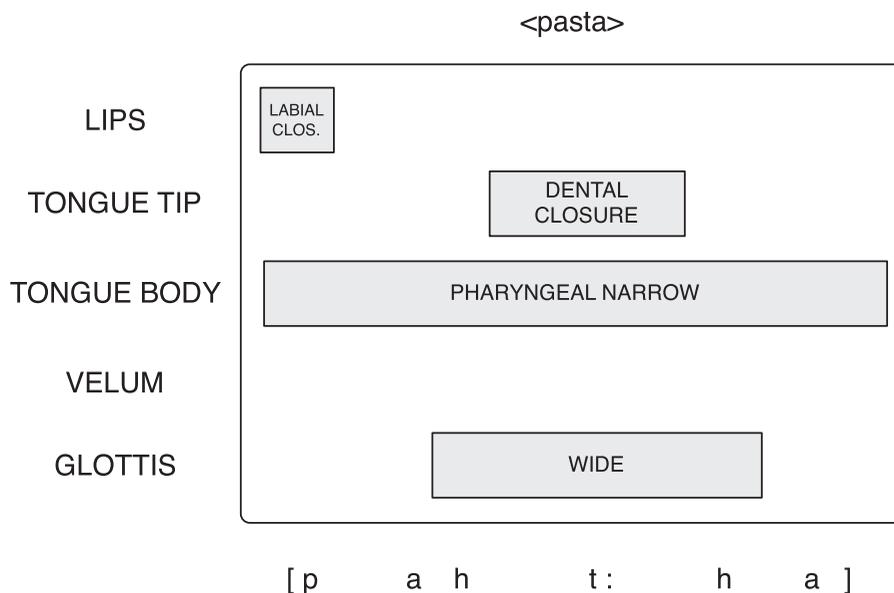 <pasta>
LIPS
LABIAL
CLOS.
TONGUE TIP
DENTAL
CLOSURE
TONGUE BODY
PHARYNGEAL NARROW
VELUM
GLOTTIS
WIDE
[ p a h t : h a ]